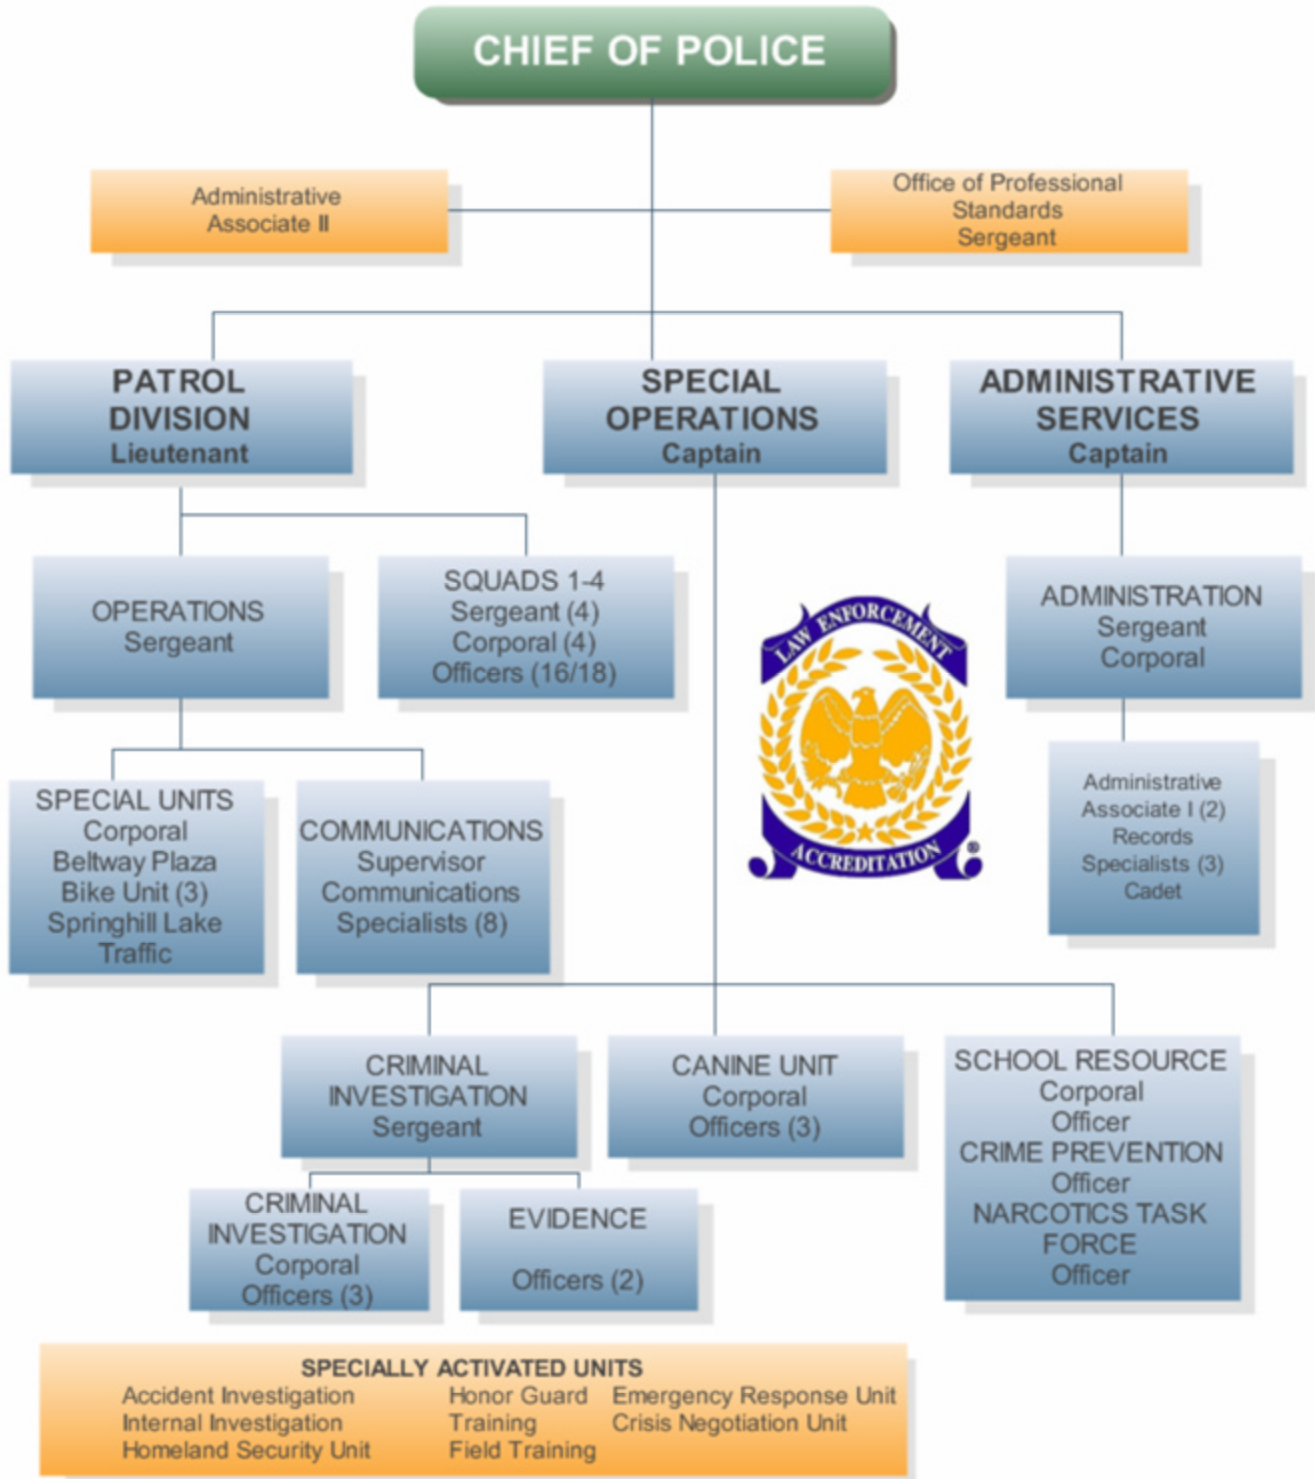 CHIEF OF POLICE
Administrative
Associate II
Office of Professional
Standards
Sergeant
PATROL
DIVISION
Lieutenant
SPECIAL
OPERATIONS
Captain
ADMINISTRATIVE
SERVICES
Captain
OPERATIONS
Sergeant
SQUADS 1-4
Sergeant (4)
Corporal (4)
Officers (16/18)
LAW ENFORCEMENT
ACCREDITATION
®
ADMINISTRATION
Sergeant
Corporal
SPECIAL UNITS
Corporal
Beltway Plaza
Bike Unit (3)
Springhill Lake
Traffic
COMMUNICATIONS
Supervisor
Communications
Specialists (8)
Administrative
Associate I (2)
Records
Specialists (3)
Cadet
CRIMINAL
INVESTIGATION
Sergeant
CANINE UNIT
Corporal
Officers (3)
SCHOOL RESOURCE
Corporal
Officer
CRIME PREVENTION
Officer
NARCOTICS TASK
FORCE
Officer
CRIMINAL
INVESTIGATION
Corporal
Officers (3)
EVIDENCE
Officers (2)
SPECIALLY ACTIVATED UNITS
Accident Investigation
Internal Investigation
Homeland Security Unit
Honor Guard
Training
Field Training
Emergency Response Unit
Crisis Negotiation Unit